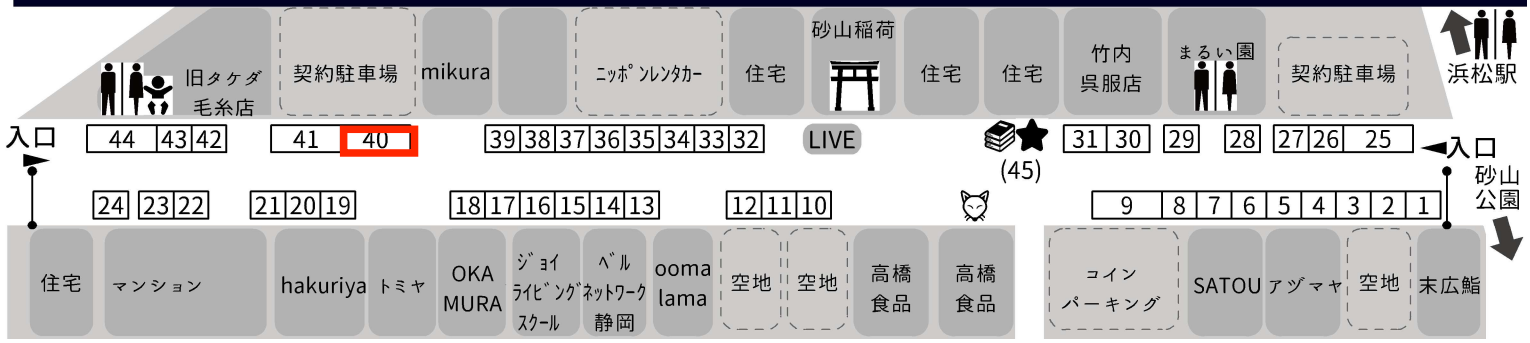 砂山稲荷
旧タケダ
毛糸店
契約駐車場
mikura
ニッポンレンタカー
住宅
住宅
住宅
竹内
呉服店
まるい園
契約駐車場
浜松駅
入口
44 43 42 41 40 39 38 37 36 35 34 33 32 LIVE 31 30 29 28 27 26 25
入口
(45)
砂山
公園
24 23 22 21 20 19 18 17 16 15 14 13 12 11 10 9 8 7 6 5 4 3 2 1
住宅
マンション
hakuriya
トミヤ
OKA
MURA
ジョイ
ライビング
スクール
ベル
ネットワーク
静岡
ooma
lama
空地
空地
高橋
食品
高橋
食品
コイン
パーキング
SATOU
アヅマヤ
空地
末広鮨